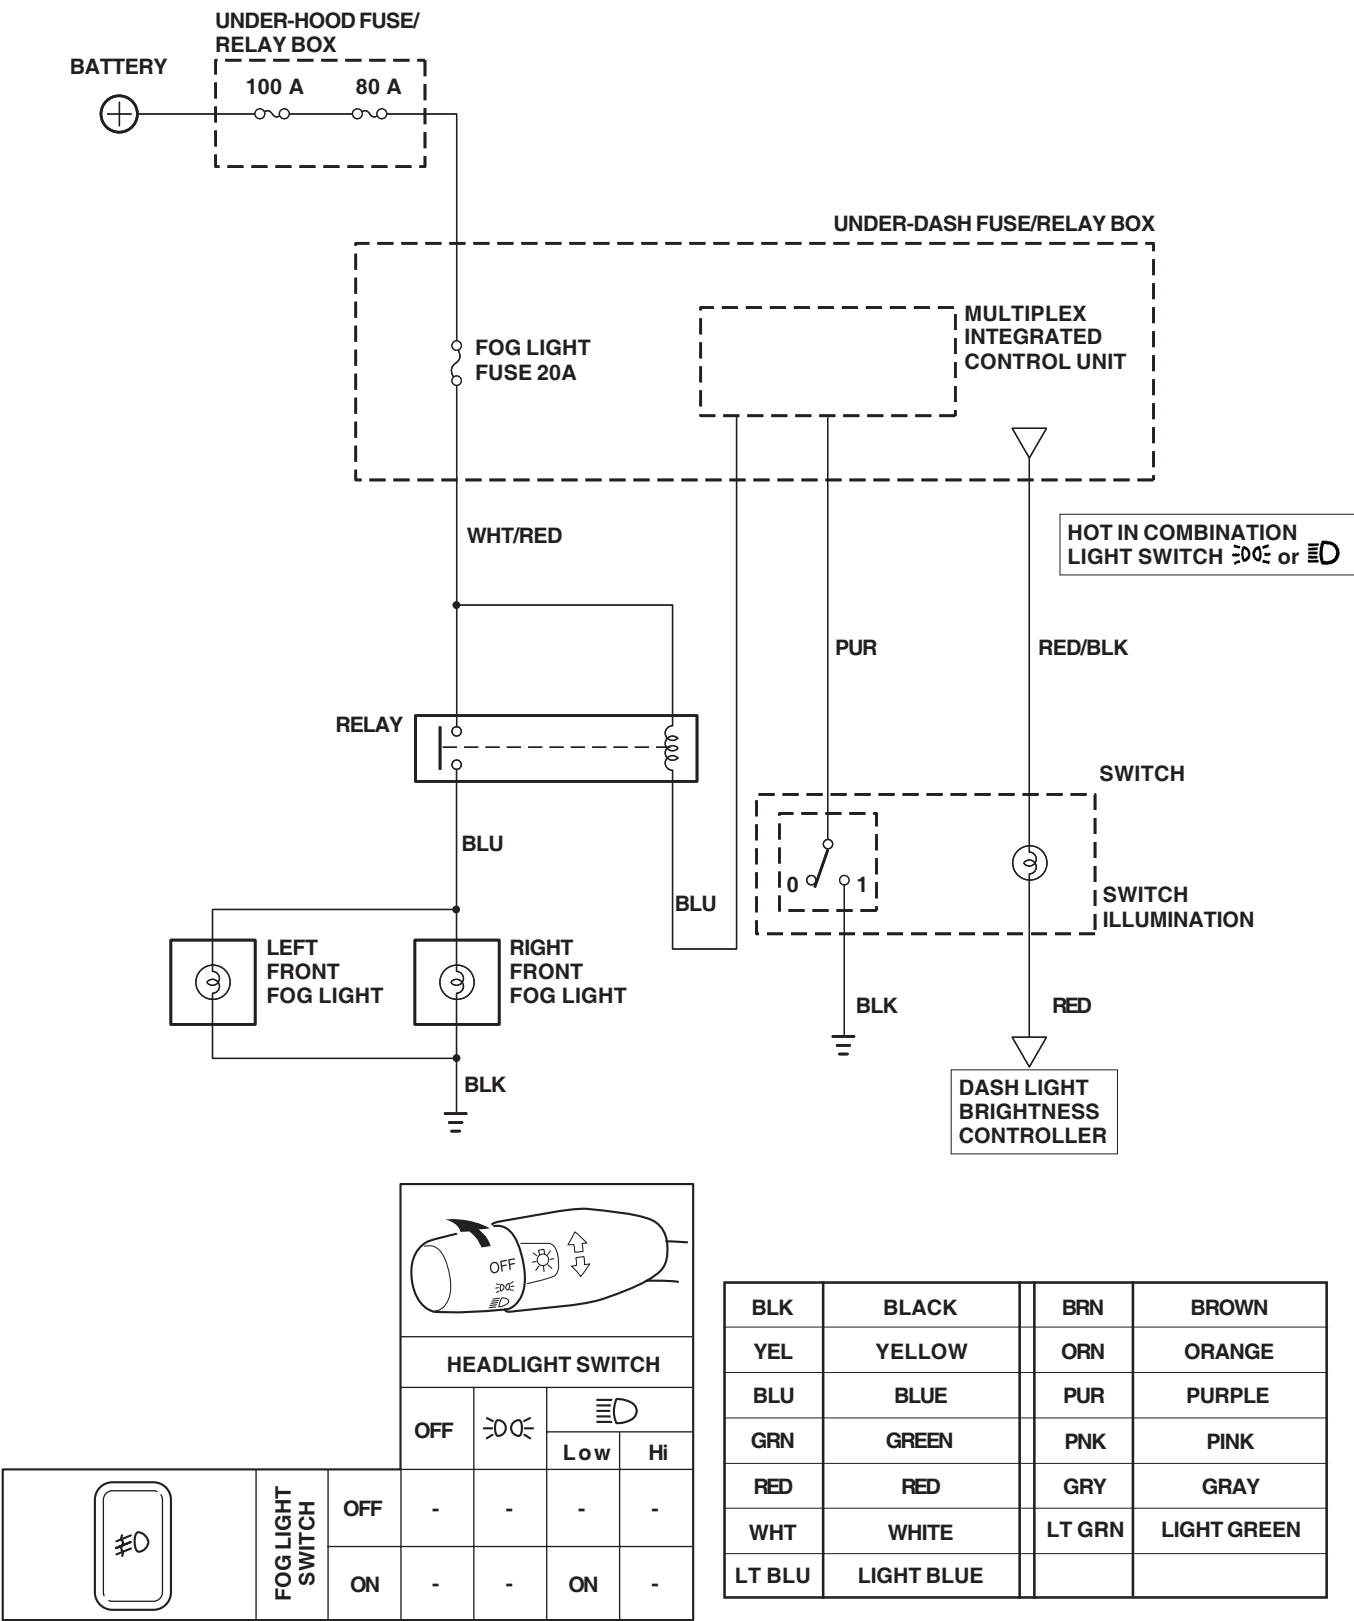 UNDER-HOOD FUSE/
RELAY BOX
BATTERY
100 A
80 A
UNDER-DASH FUSE/RELAY BOX
MULTIPLEX
INTEGRATED
CONTROL UNIT
FOG LIGHT
FUSE 20A
WHT/RED
HOT IN COMBINATION
LIGHT SWITCH or
PUR
RED/BLK
RELAY
SWITCH
BLU
0
1
SWITCH
ILLUMINATION
BLU
LEFT
FRONT
FOG LIGHT
RIGHT
FRONT
FOG LIGHT
BLK
RED
BLK
DASH LIGHT
BRIGHTNESS
CONTROLLER
OFF
HEADLIGHT SWITCH
OFF
Low Hi
FOG LIGHT
SWITCH
OFF - - - -
ON - - ON -
BLK BLACK BRN BROWN
YEL YELLOW ORN ORANGE
BLU BLUE PUR PURPLE
GRN GREEN PNK PINK
RED RED GRY GRAY
WHT WHITE LT GRN LIGHT GREEN
LT BLU LIGHT BLUE